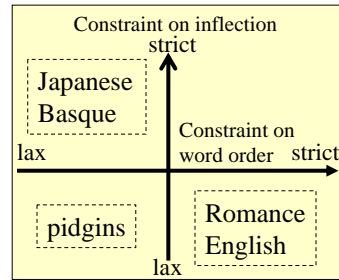 Constraint on inflection
strict
Japanese
Basque
Constraint on
word order
lax
strict
pidgins
Romance
English
lax